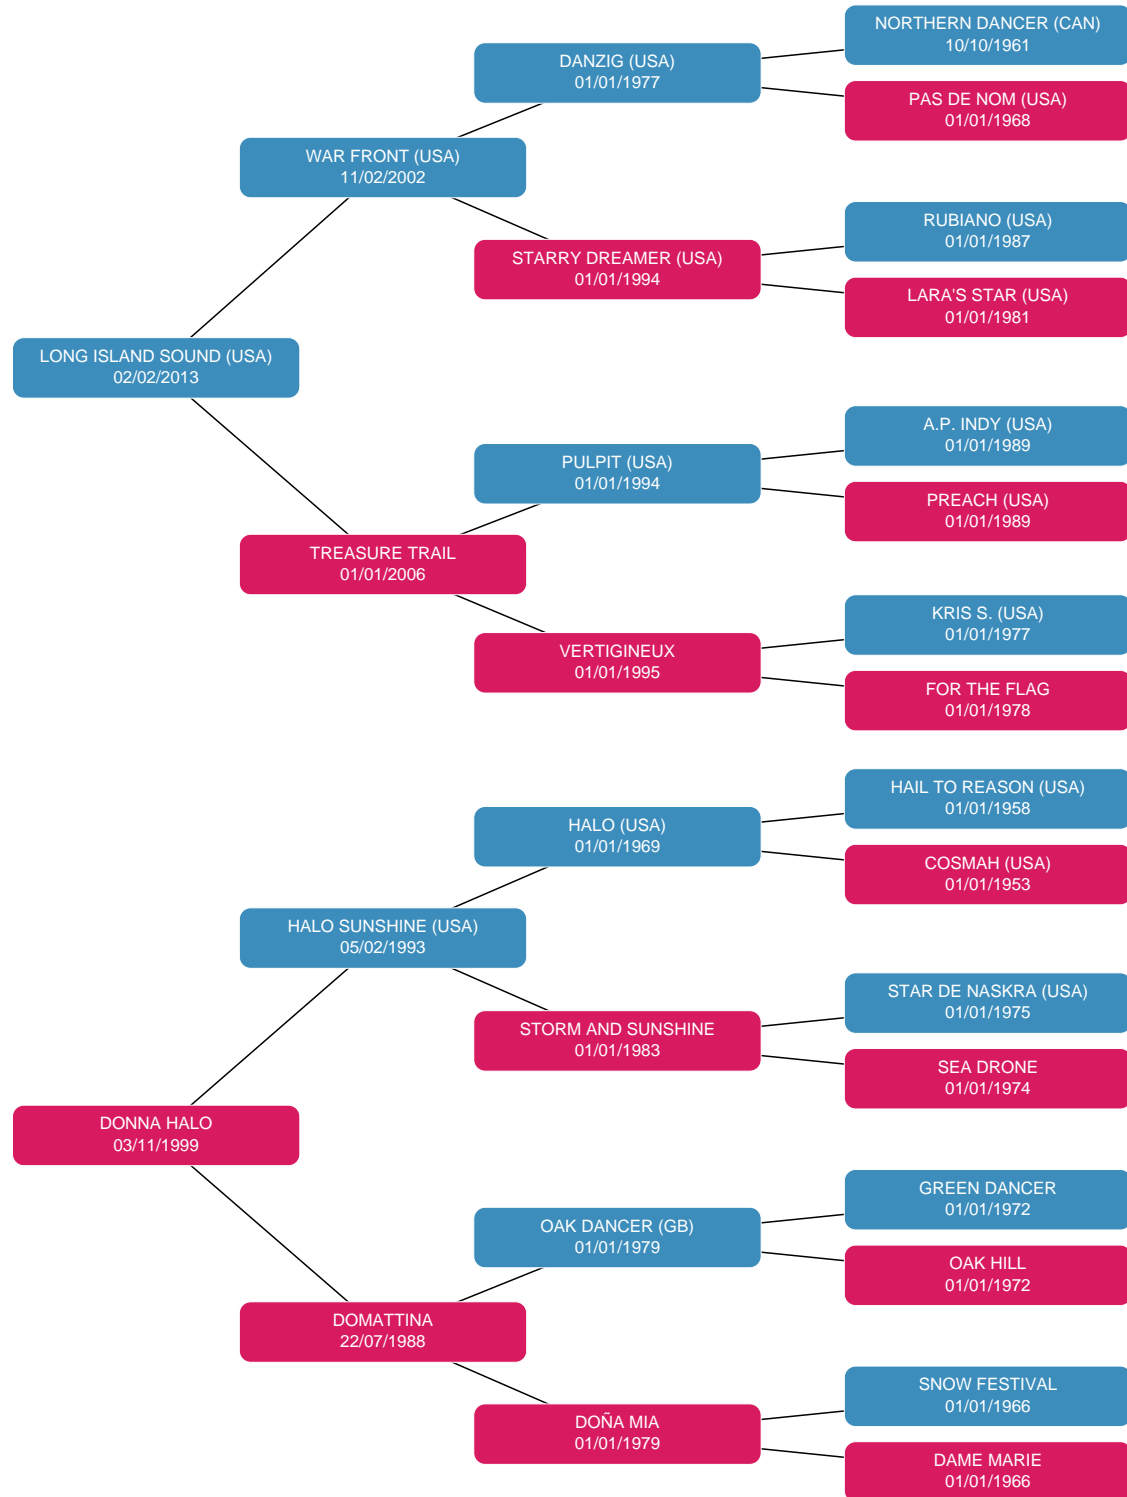 NORTHERN DANCER (CAN)
10/10/1961
DANZIG (USA)
01/01/1977
PAS DE NOM (USA)
01/01/1968
WAR FRONT (USA)
11/02/2002
RUBIANO (USA)
01/01/1987
STARRY DREAMER (USA)
01/01/1994
LARA'S STAR (USA)
01/01/1981
LONG ISLAND SOUND (USA)
02/02/2013
A.P. INDY (USA)
01/01/1989
PULPIT (USA)
01/01/1994
PREACH (USA)
01/01/1989
TREASURE TRAIL
01/01/2006
KRIS S. (USA)
01/01/1977
VERTIGINEUX
01/01/1995
FOR THE FLAG
01/01/1978
HAIL TO REASON (USA)
01/01/1958
HALO (USA)
01/01/1969
COSMAH (USA)
01/01/1953
HALO SUNSHINE (USA)
05/02/1993
STAR DE NASKRA (USA)
01/01/1975
STORM AND SUNSHINE
01/01/1983
SEA DRONE
01/01/1974
DONNA HALO
03/11/1999
GREEN DANCER
01/01/1972
OAK DANCER (GB)
01/01/1979
OAK HILL
01/01/1972
DOMATTINA
22/07/1988
SNOW FESTIVAL
01/01/1966
DOÑA MIA
01/01/1979
DAME MARIE
01/01/1966